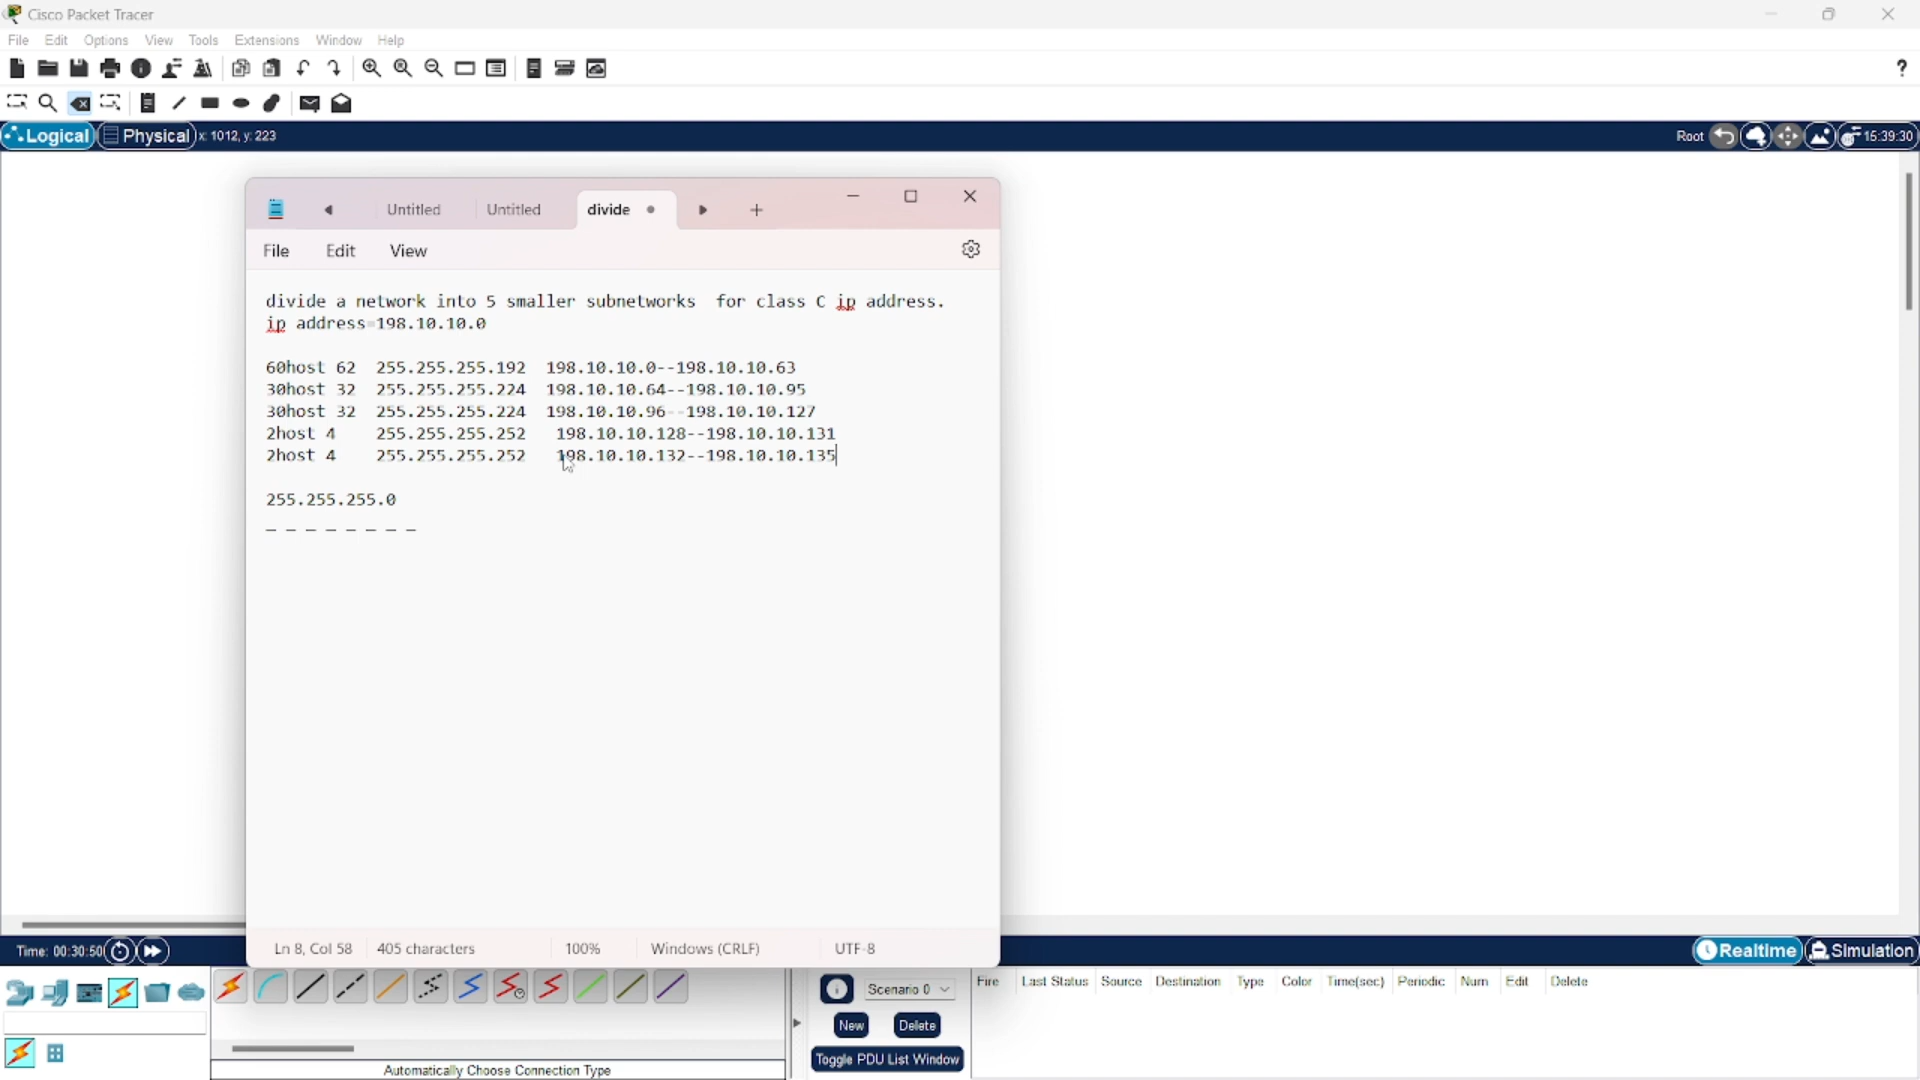 Cisco Packet Tracer
File Edit Options View Tools Extensions Window Help
?
Logical Physical x: 1012, y: 223 Root 15:39:30
Untitled Untitled divide
File Edit View
divide a network into 5 smaller subnetworks for class C ip address.
ip address=198.10.10.0
60host 62 255.255.255.192 198.10.10.0--198.10.10.63
30host 32 255.255.255.224 198.10.10.64--198.10.10.95
30host 32 255.255.255.224 198.10.10.96--198.10.10.127
2host 4 255.255.255.252 198.10.10.128--198.10.10.131
2host 4 255.255.255.252 198.10.10.132--198.10.10.135
255.255.255.0
_ _ _ _ _ _ _ _
Ln 8, Col 58 405 characters 100% Windows (CRLF) UTF-8
Time: 00:30:50 Realtime Simulation
Scenario 0 Fire Last Status Source Destination Type Color Time(sec) Periodic Num Edit Delete
New Delete
Toggle PDU List Window
Automatically Choose Connection Type